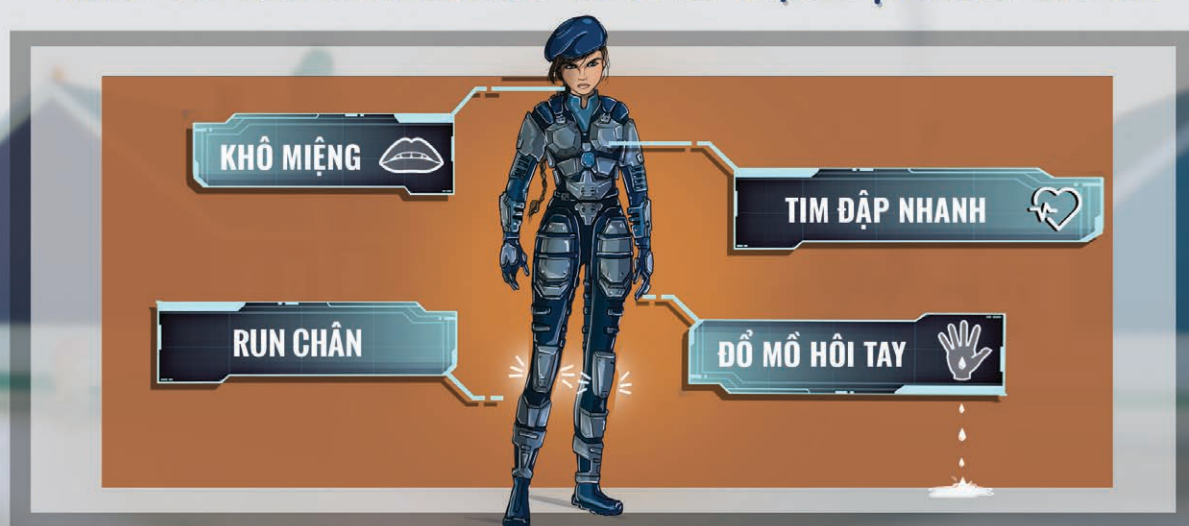 KHÔ MIỆNG
TIM ĐẬP NHANH
RUN CHÂN
ĐỔ MỒ HÔI TAY